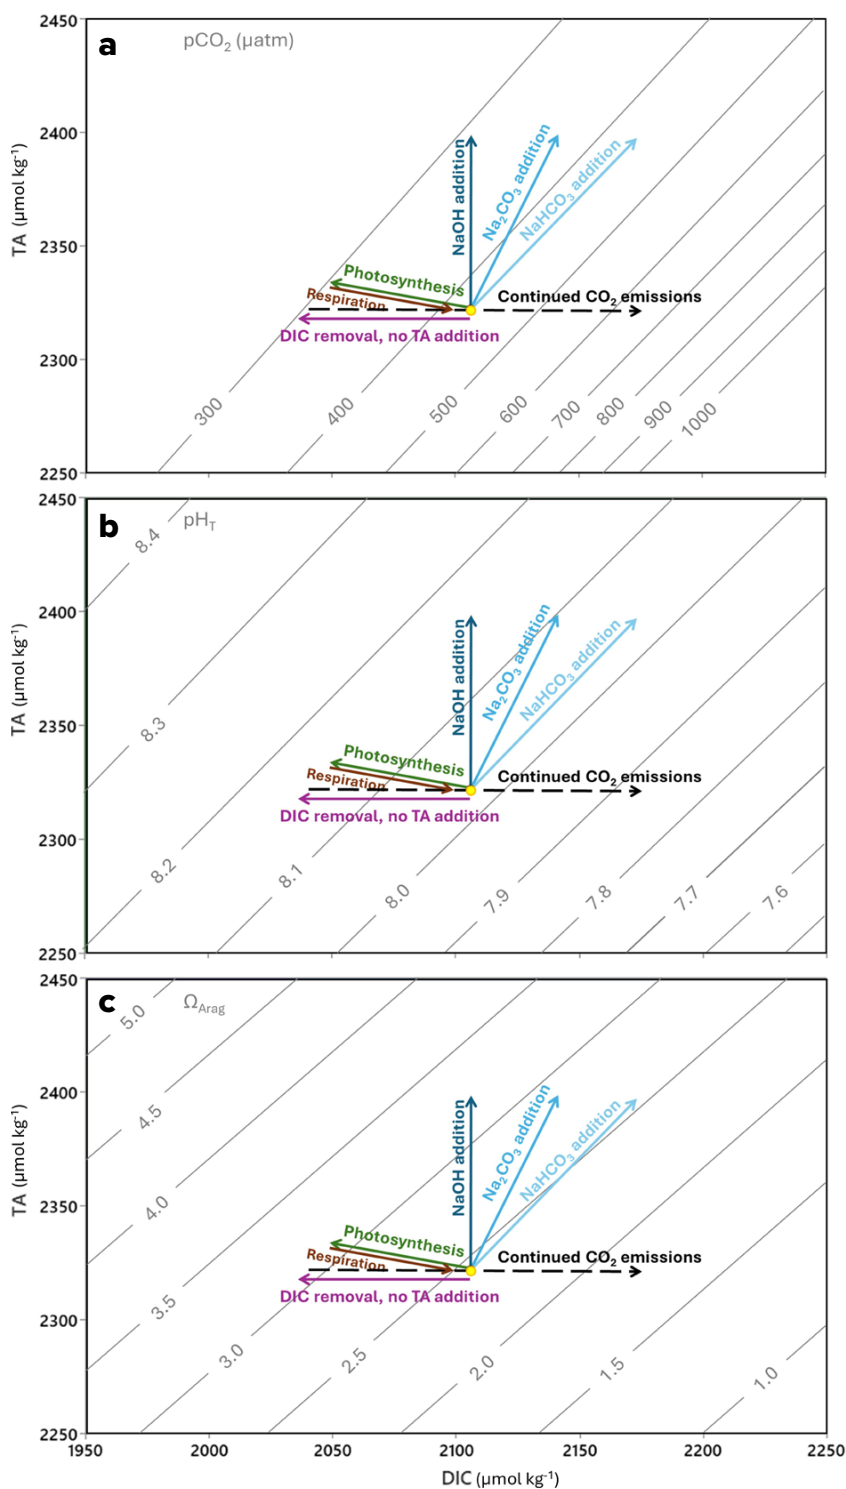 a
pCO₂ (µatm)
2450
2400
2350
2300
2250
TA (µmol kg⁻¹)
NaOH addition
Na₂CO₃ addition
NaHCO₃ addition
Photosynthesis
Respiration
Continued CO₂ emissions
DIC removal, no TA addition
300
400
500
600
700
800
900
1000
b
pH_T
2450
2400
2350
2300
2250
TA (µmol kg⁻¹)
8.4
8.3
NaOH addition
Na₂CO₃ addition
NaHCO₃ addition
Photosynthesis
Respiration
Continued CO₂ emissions
DIC removal, no TA addition
8.2
8.1
8.0
7.9
7.8
7.7
7.6
c
Ω_Arag
2450
2400
2350
2300
2250
TA (µmol kg⁻¹)
5.0
4.5
4.0
3.5
NaOH addition
Na₂CO₃ addition
NaHCO₃ addition
Photosynthesis
Respiration
Continued CO₂ emissions
DIC removal, no TA addition
3.0
2.5
2.0
1.5
1.0
1950 2000 2050 2100 2150 2200 2250
DIC (µmol kg⁻¹)